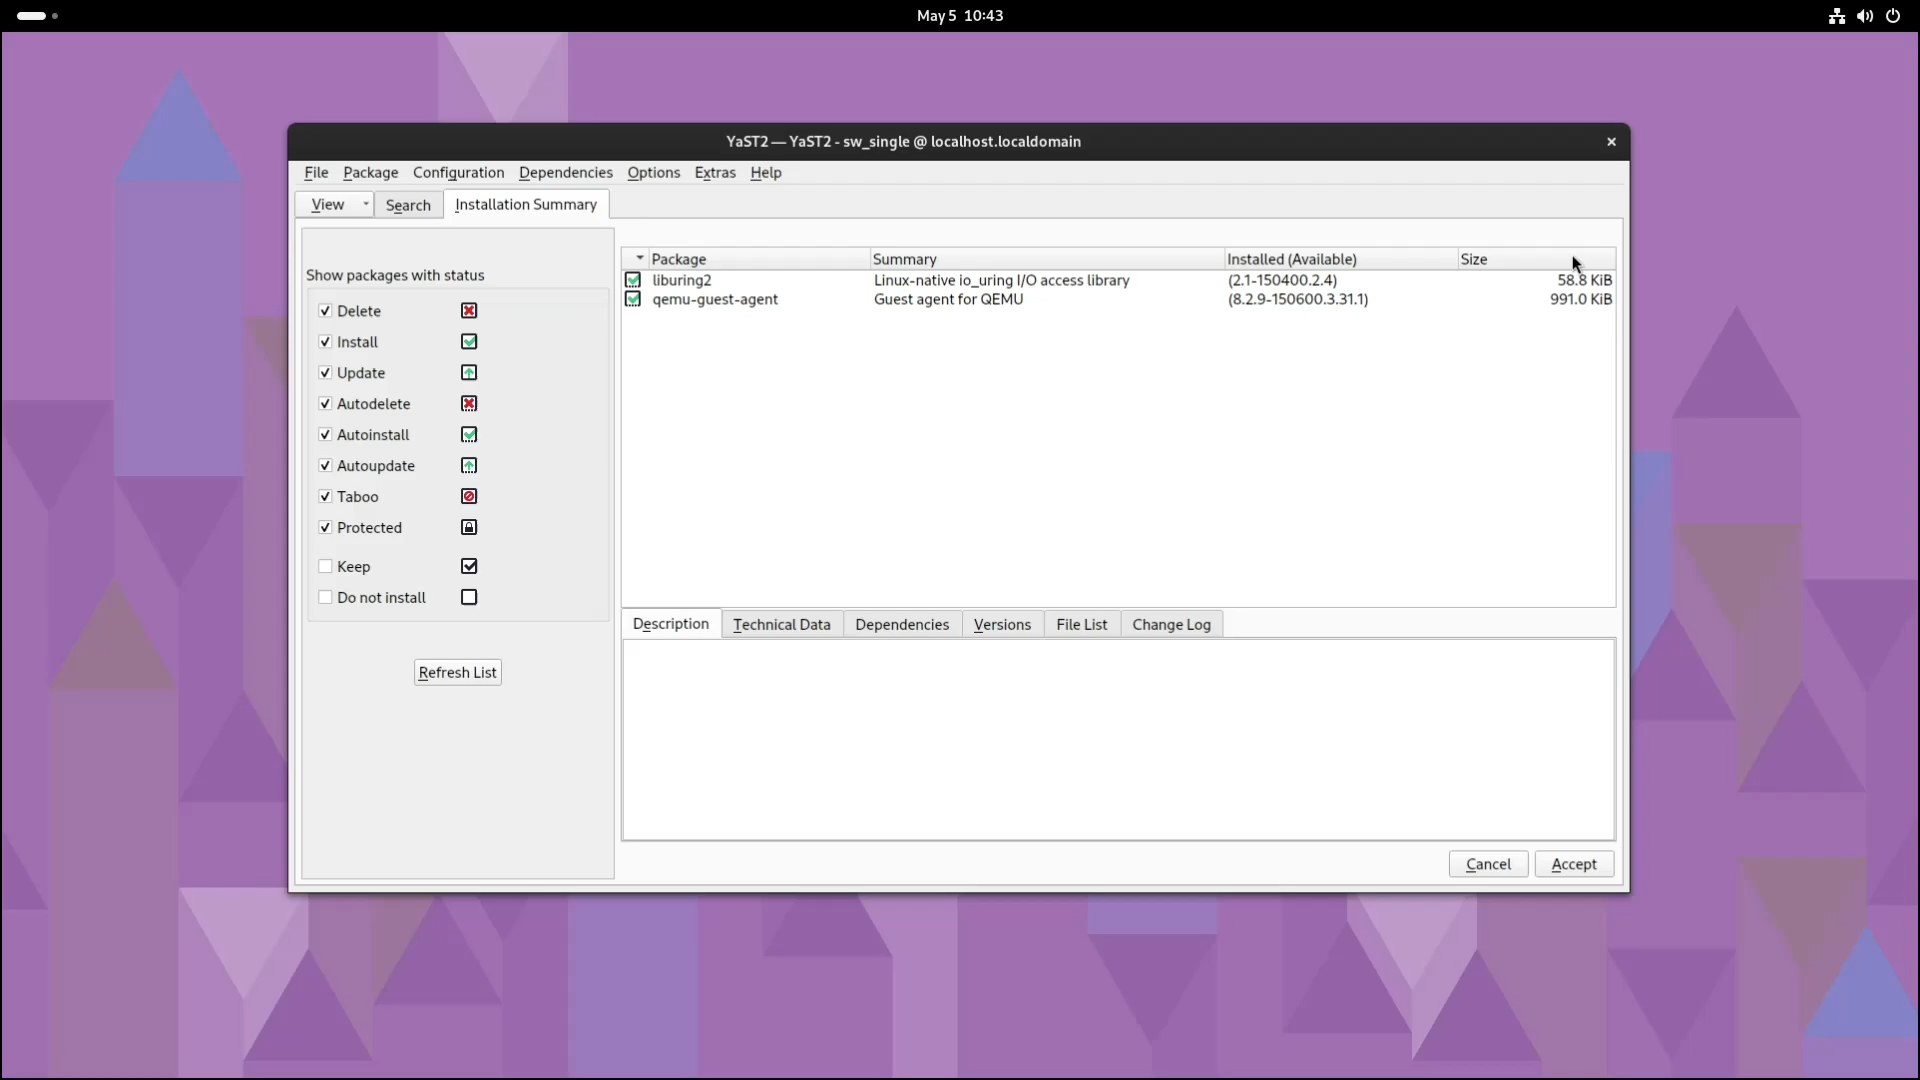 May 5 10:43
YaST2 — YaST2 - sw_single @ localhost.localdomain
File Package Configuration Dependencies Options Extras Help
View Search Installation Summary
Show packages with status
Delete
Install
Update
Autodelete
Autoinstall
Autoupdate
Taboo
Protected
Keep
Do not install
Refresh List
Package Summary Installed (Available) Size
liburing2 Linux-native io_uring I/O access library (2.1-150400.2.4) 58.8 KiB
qemu-guest-agent Guest agent for QEMU (8.2.9-150600.3.31.1) 991.0 KiB
Description Technical Data Dependencies Versions File List Change Log
Cancel Accept